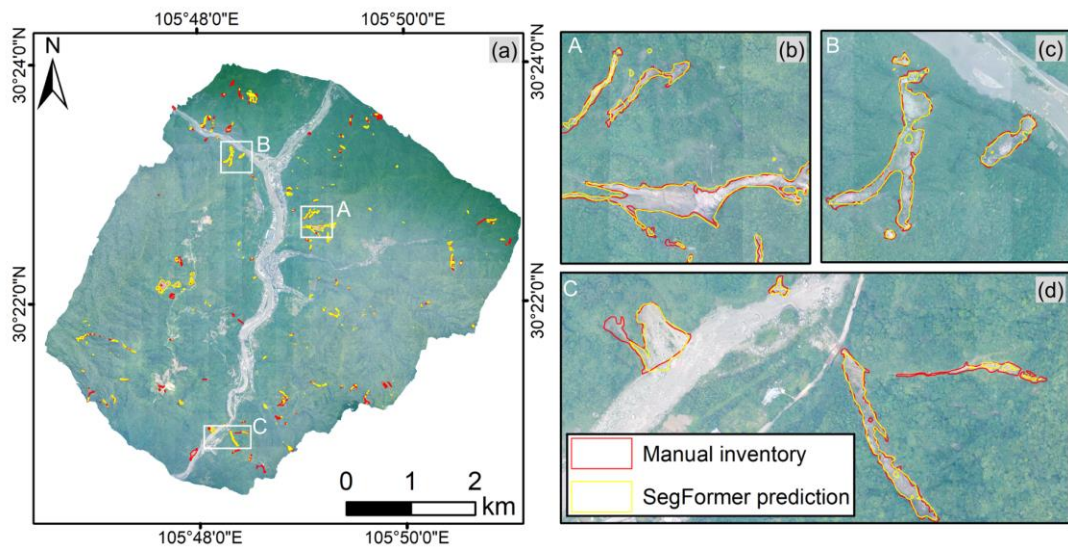 105°48'0"E
105°50'0"E
N
(a)
30°24'0"N
30°22'0"N
B
A
C
0 1 2
km
105°48'0"E
105°50'0"E
A
(b)
B
(c)
30°24'0"N
30°22'0"N
C
(d)
Manual inventory
SegFormer prediction